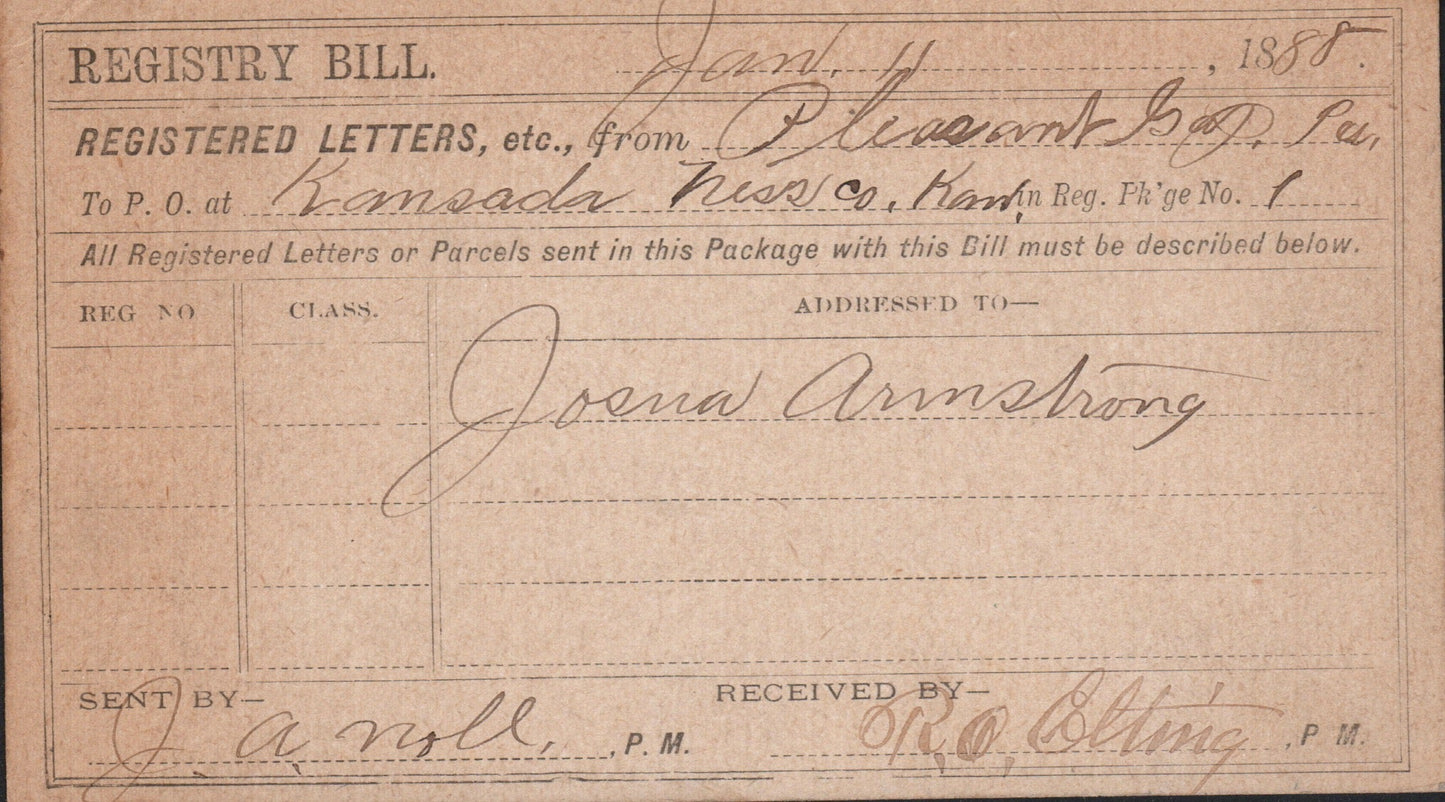 REGISTRY BILL. Jan. 11, 1888.
REGISTERED LETTERS, etc., from Pleasant Gap. Pa.
To P. O. at Kansada Ness Co. Kan. in Reg. Pk'ge No. 1
All Registered Letters or Parcels sent in this Package with this Bill must be described below.
REG NO CLASS. ADDRESSED TO—
Josua Armstrong
SENT BY— RECEIVED BY—
J. A. Noll., P. M. R. O. Elting, P. M.